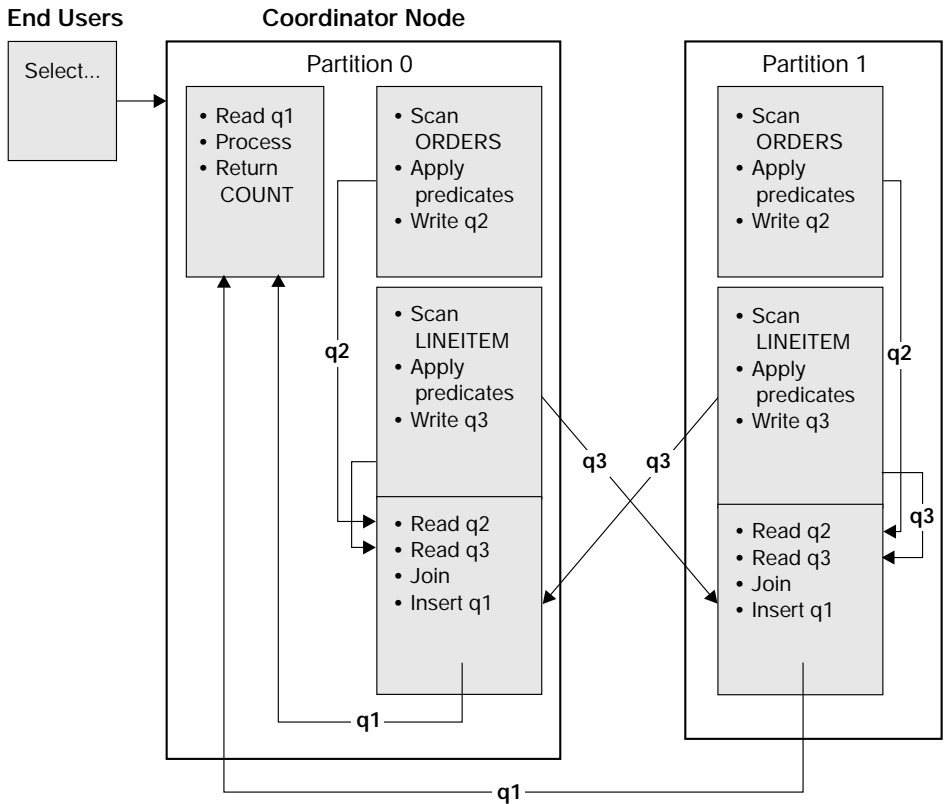 End Users
Coordinator Node
Select...
Partition 0
• Read q1
• Process
• Return
COUNT
• Scan
ORDERS
• Apply
predicates
• Write q2
q2
• Scan
LINEITEM
• Apply
predicates
• Write q3
• Read q2
• Read q3
• Join
• Insert q1
q1
q3
q3
Partition 1
• Scan
ORDERS
• Apply
predicates
• Write q2
q2
• Scan
LINEITEM
• Apply
predicates
• Write q3
q3
• Read q2
• Read q3
• Join
• Insert q1
q1